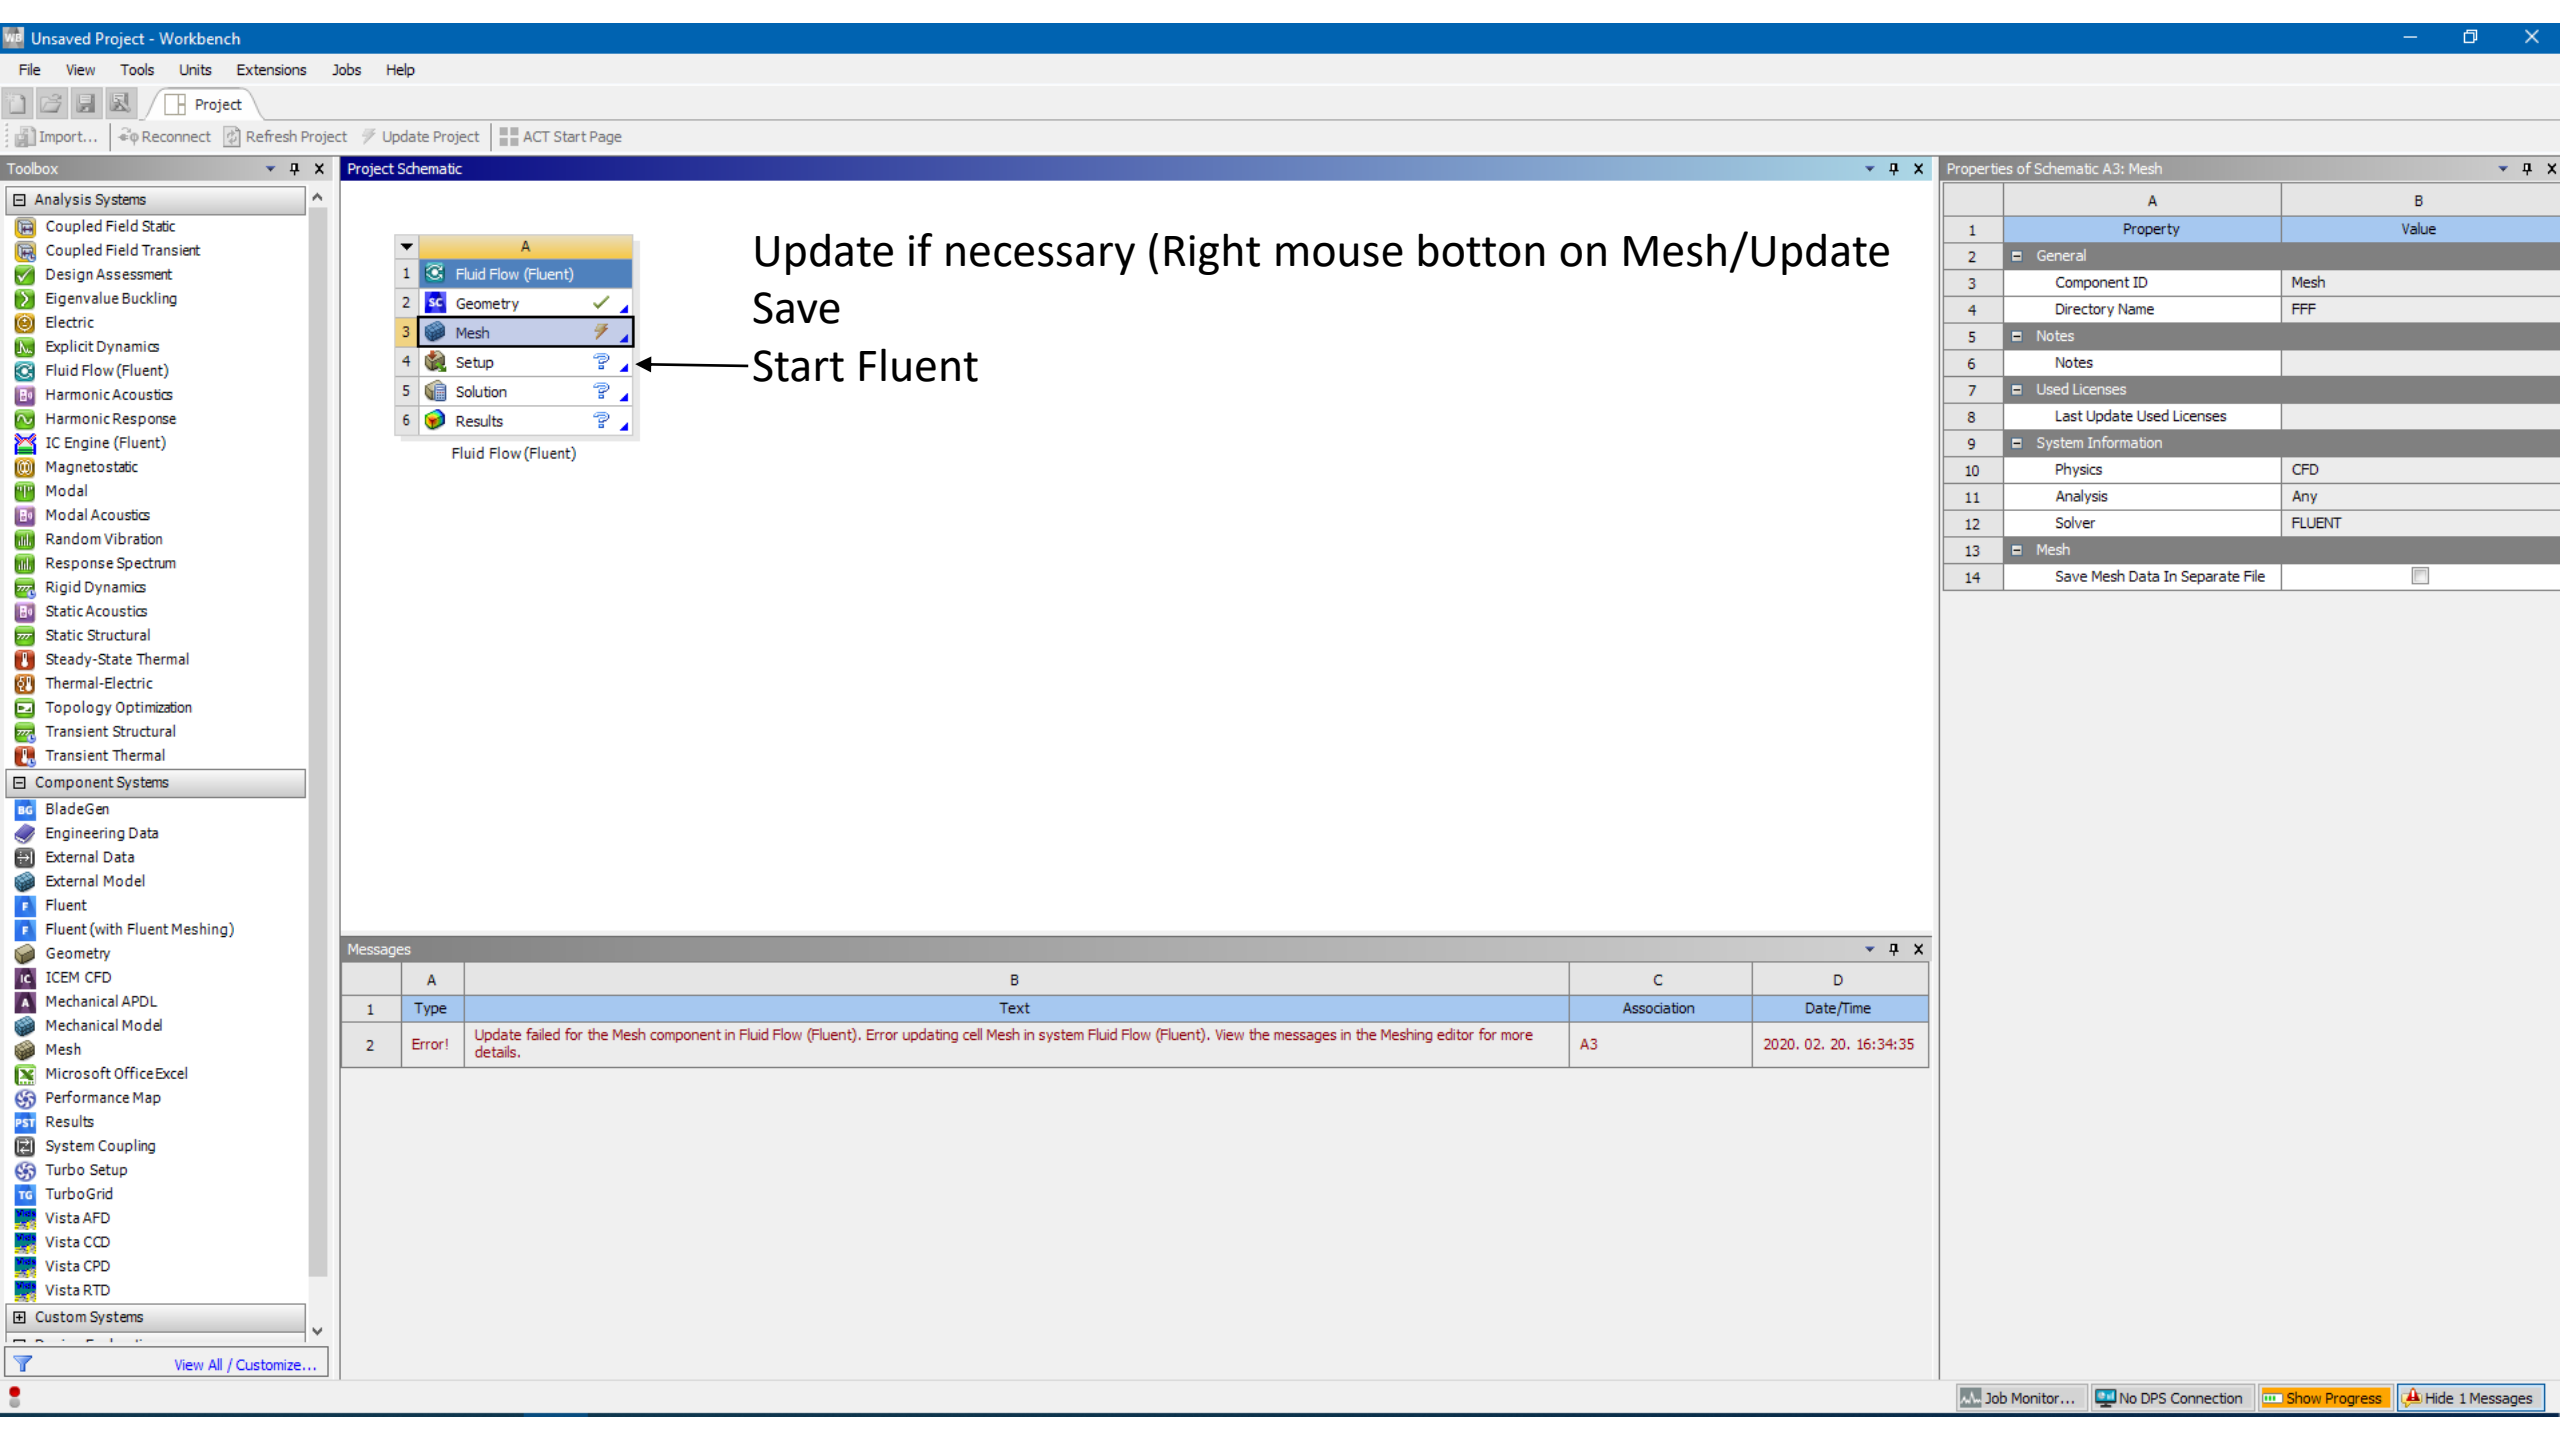 WB Unsaved Project - Workbench
File View Tools Units Extensions Jobs Help
Project
Import... Reconnect Refresh Project Update Project ACT Start Page
Toolbox
Analysis Systems
Coupled Field Static
Coupled Field Transient
Design Assessment
Eigenvalue Buckling
Electric
Explicit Dynamics
Fluid Flow (Fluent)
Harmonic Acoustics
Harmonic Response
IC Engine (Fluent)
Magnetostatic
Modal
Modal Acoustics
Random Vibration
Response Spectrum
Rigid Dynamics
Static Acoustics
Static Structural
Steady-State Thermal
Thermal-Electric
Topology Optimization
Transient Structural
Transient Thermal
Component Systems
BG BladeGen
Engineering Data
External Data
External Model
F Fluent
F Fluent (with Fluent Meshing)
Geometry
IC ICEM CFD
A Mechanical APDL
Mechanical Model
Mesh
Microsoft Office Excel
Performance Map
PST Results
System Coupling
Turbo Setup
TG TurboGrid
Vista AFD
Vista CCD
Vista CPD
Vista RTD
Custom Systems
View All / Customize...
Project Schematic
A
1 Fluid Flow (Fluent)
2 SC Geometry
3 Mesh
4 Setup
5 Solution
6 Results
Fluid Flow (Fluent)
Update if necessary (Right mouse botton on Mesh/Update
Save
Start Fluent
Messages
A B C D
1 Type Text Association Date/Time
2 Error! Update failed for the Mesh component in Fluid Flow (Fluent). Error updating cell Mesh in system Fluid Flow (Fluent). View the messages in the Meshing editor for more
details.
A3 2020. 02. 20. 16:34:35
Properties of Schematic A3: Mesh
A B
1 Property Value
2 General
3 Component ID Mesh
4 Directory Name FFF
5 Notes
6 Notes
7 Used Licenses
8 Last Update Used Licenses
9 System Information
10 Physics CFD
11 Analysis Any
12 Solver FLUENT
13 Mesh
14 Save Mesh Data In Separate File
Job Monitor... No DPS Connection Show Progress Hide 1 Messages